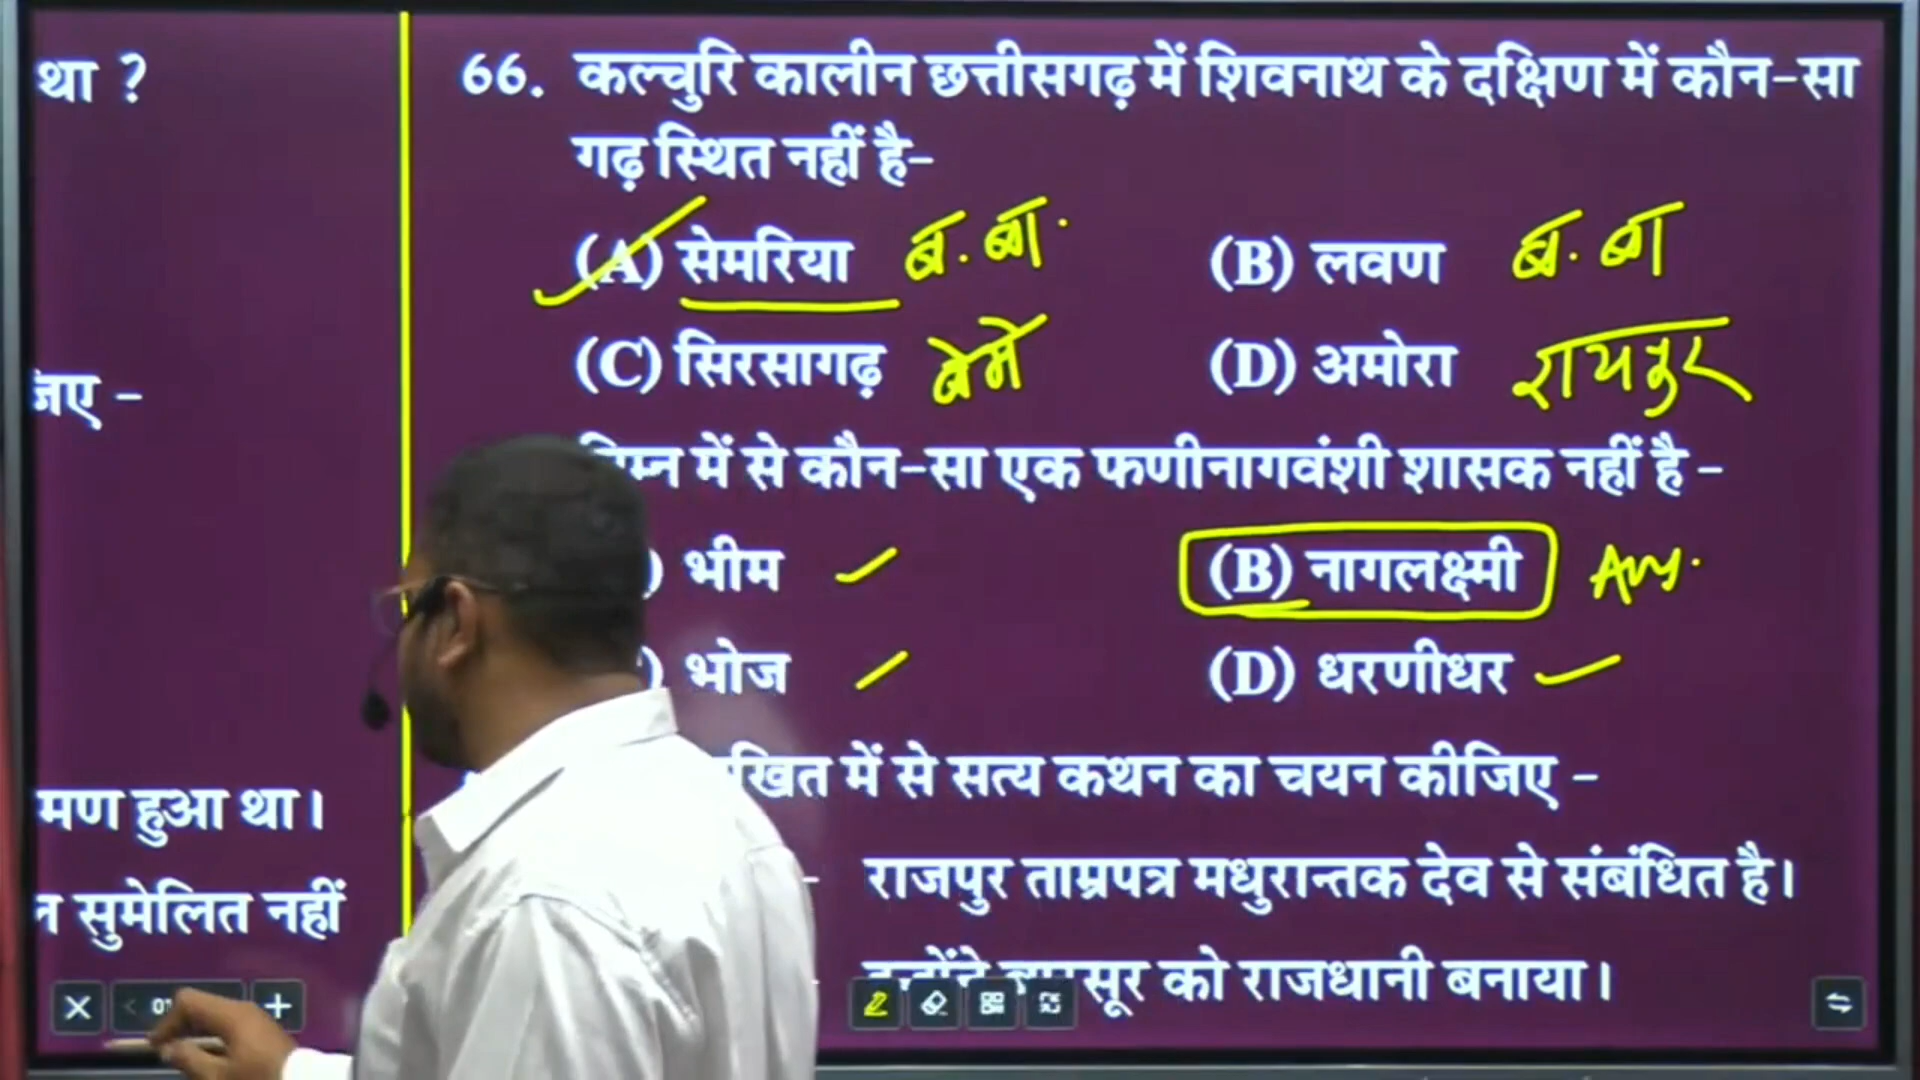 था ?
66. कल्चुरि कालीन छत्तीसगढ़ में शिवनाथ के दक्षिण में कौन-सा
गढ़ स्थित नहीं है-
(A) सेमरिया ब. बा. (B) लवण ब. बा
(C) सिरसागढ़ बेमे (D) अमोरा रायपुर
जिए -
में से कौन-सा एक फणीनागवंशी शासक नहीं है -
) भीम (B) नागलक्ष्मी Ans.
) भोज (D) धरणीधर
खित में से सत्य कथन का चयन कीजिए -
मण हुआ था।
राजपुर ताम्रपत्र मधुरान्तक देव से संबंधित है।
सुमेलित नहीं
को राजधानी बनाया।